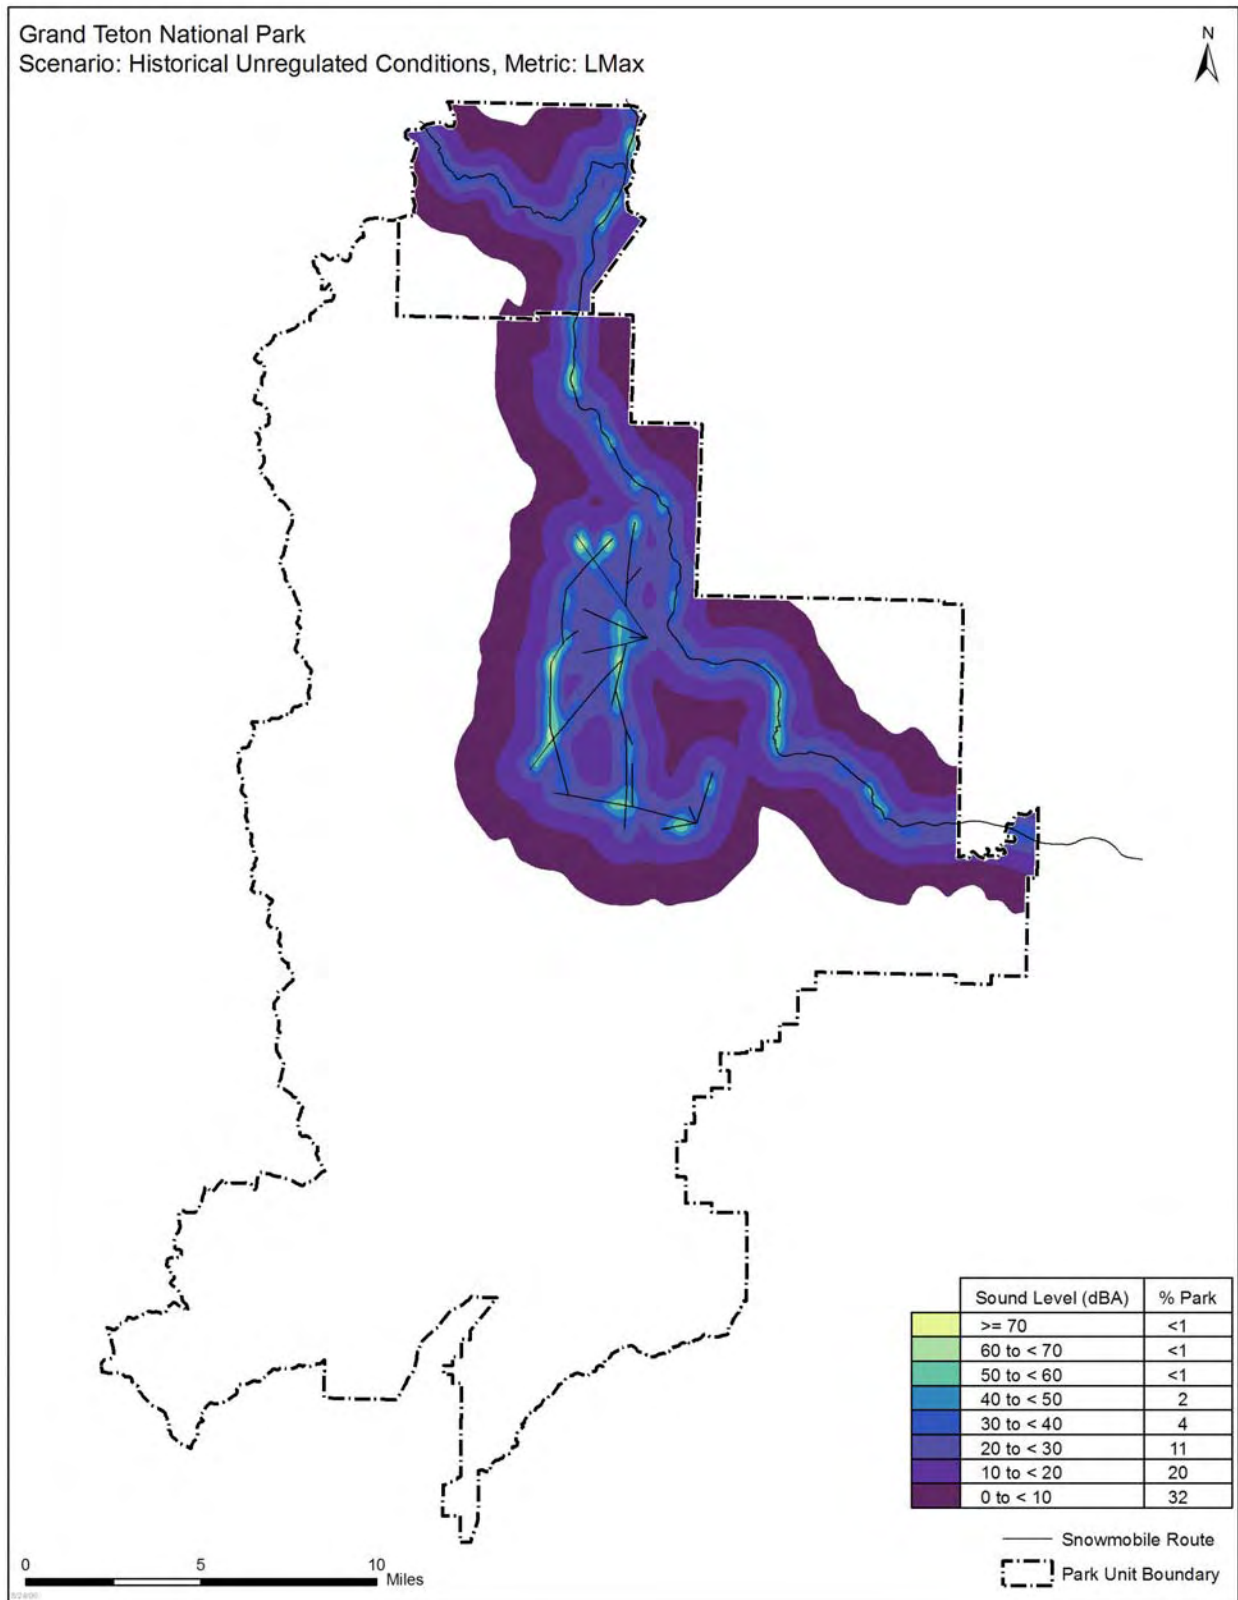 Grand Teton National Park
Scenario: Historical Unregulated Conditions, Metric: LMax
N
Sound Level (dBA) % Park
>= 70 <1
60 to < 70 <1
50 to < 60 <1
40 to < 50 2
30 to < 40 4
20 to < 30 11
10 to < 20 20
0 to < 10 32
Snowmobile Route
Park Unit Boundary
0 5 10
Miles